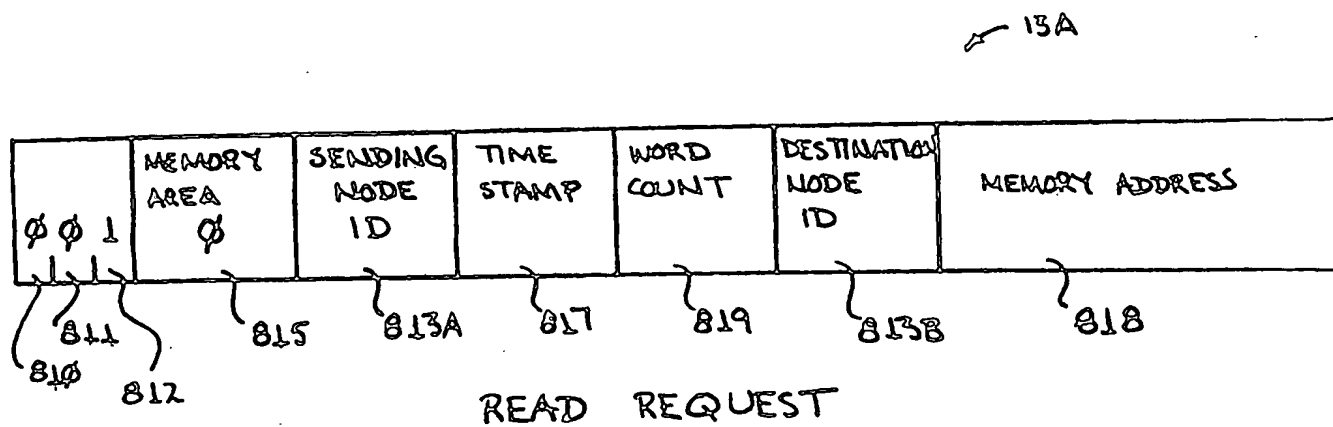 13A
MEMORY AREA Ø
SENDING NODE ID
TIME STAMP
WORD COUNT
DESTINATION NODE ID
MEMORY ADDRESS
Ø Ø 1
81Ø
811
812
815
813A
817
819
813B
818
READ REQUEST